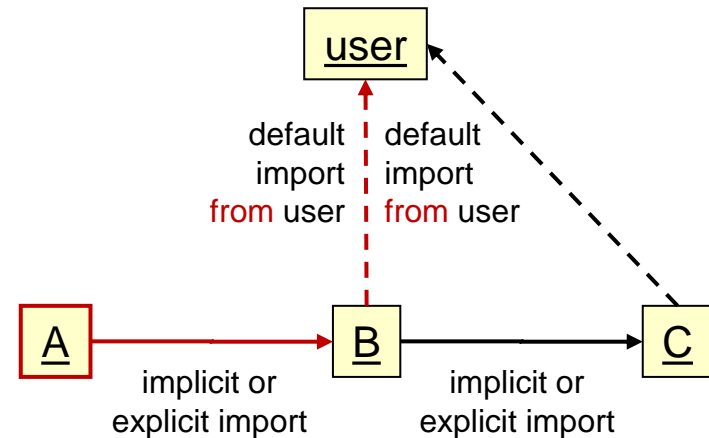 user
default
import
from user
default
import
from user
A
B
C
implicit or
explicit import
implicit or
explicit import